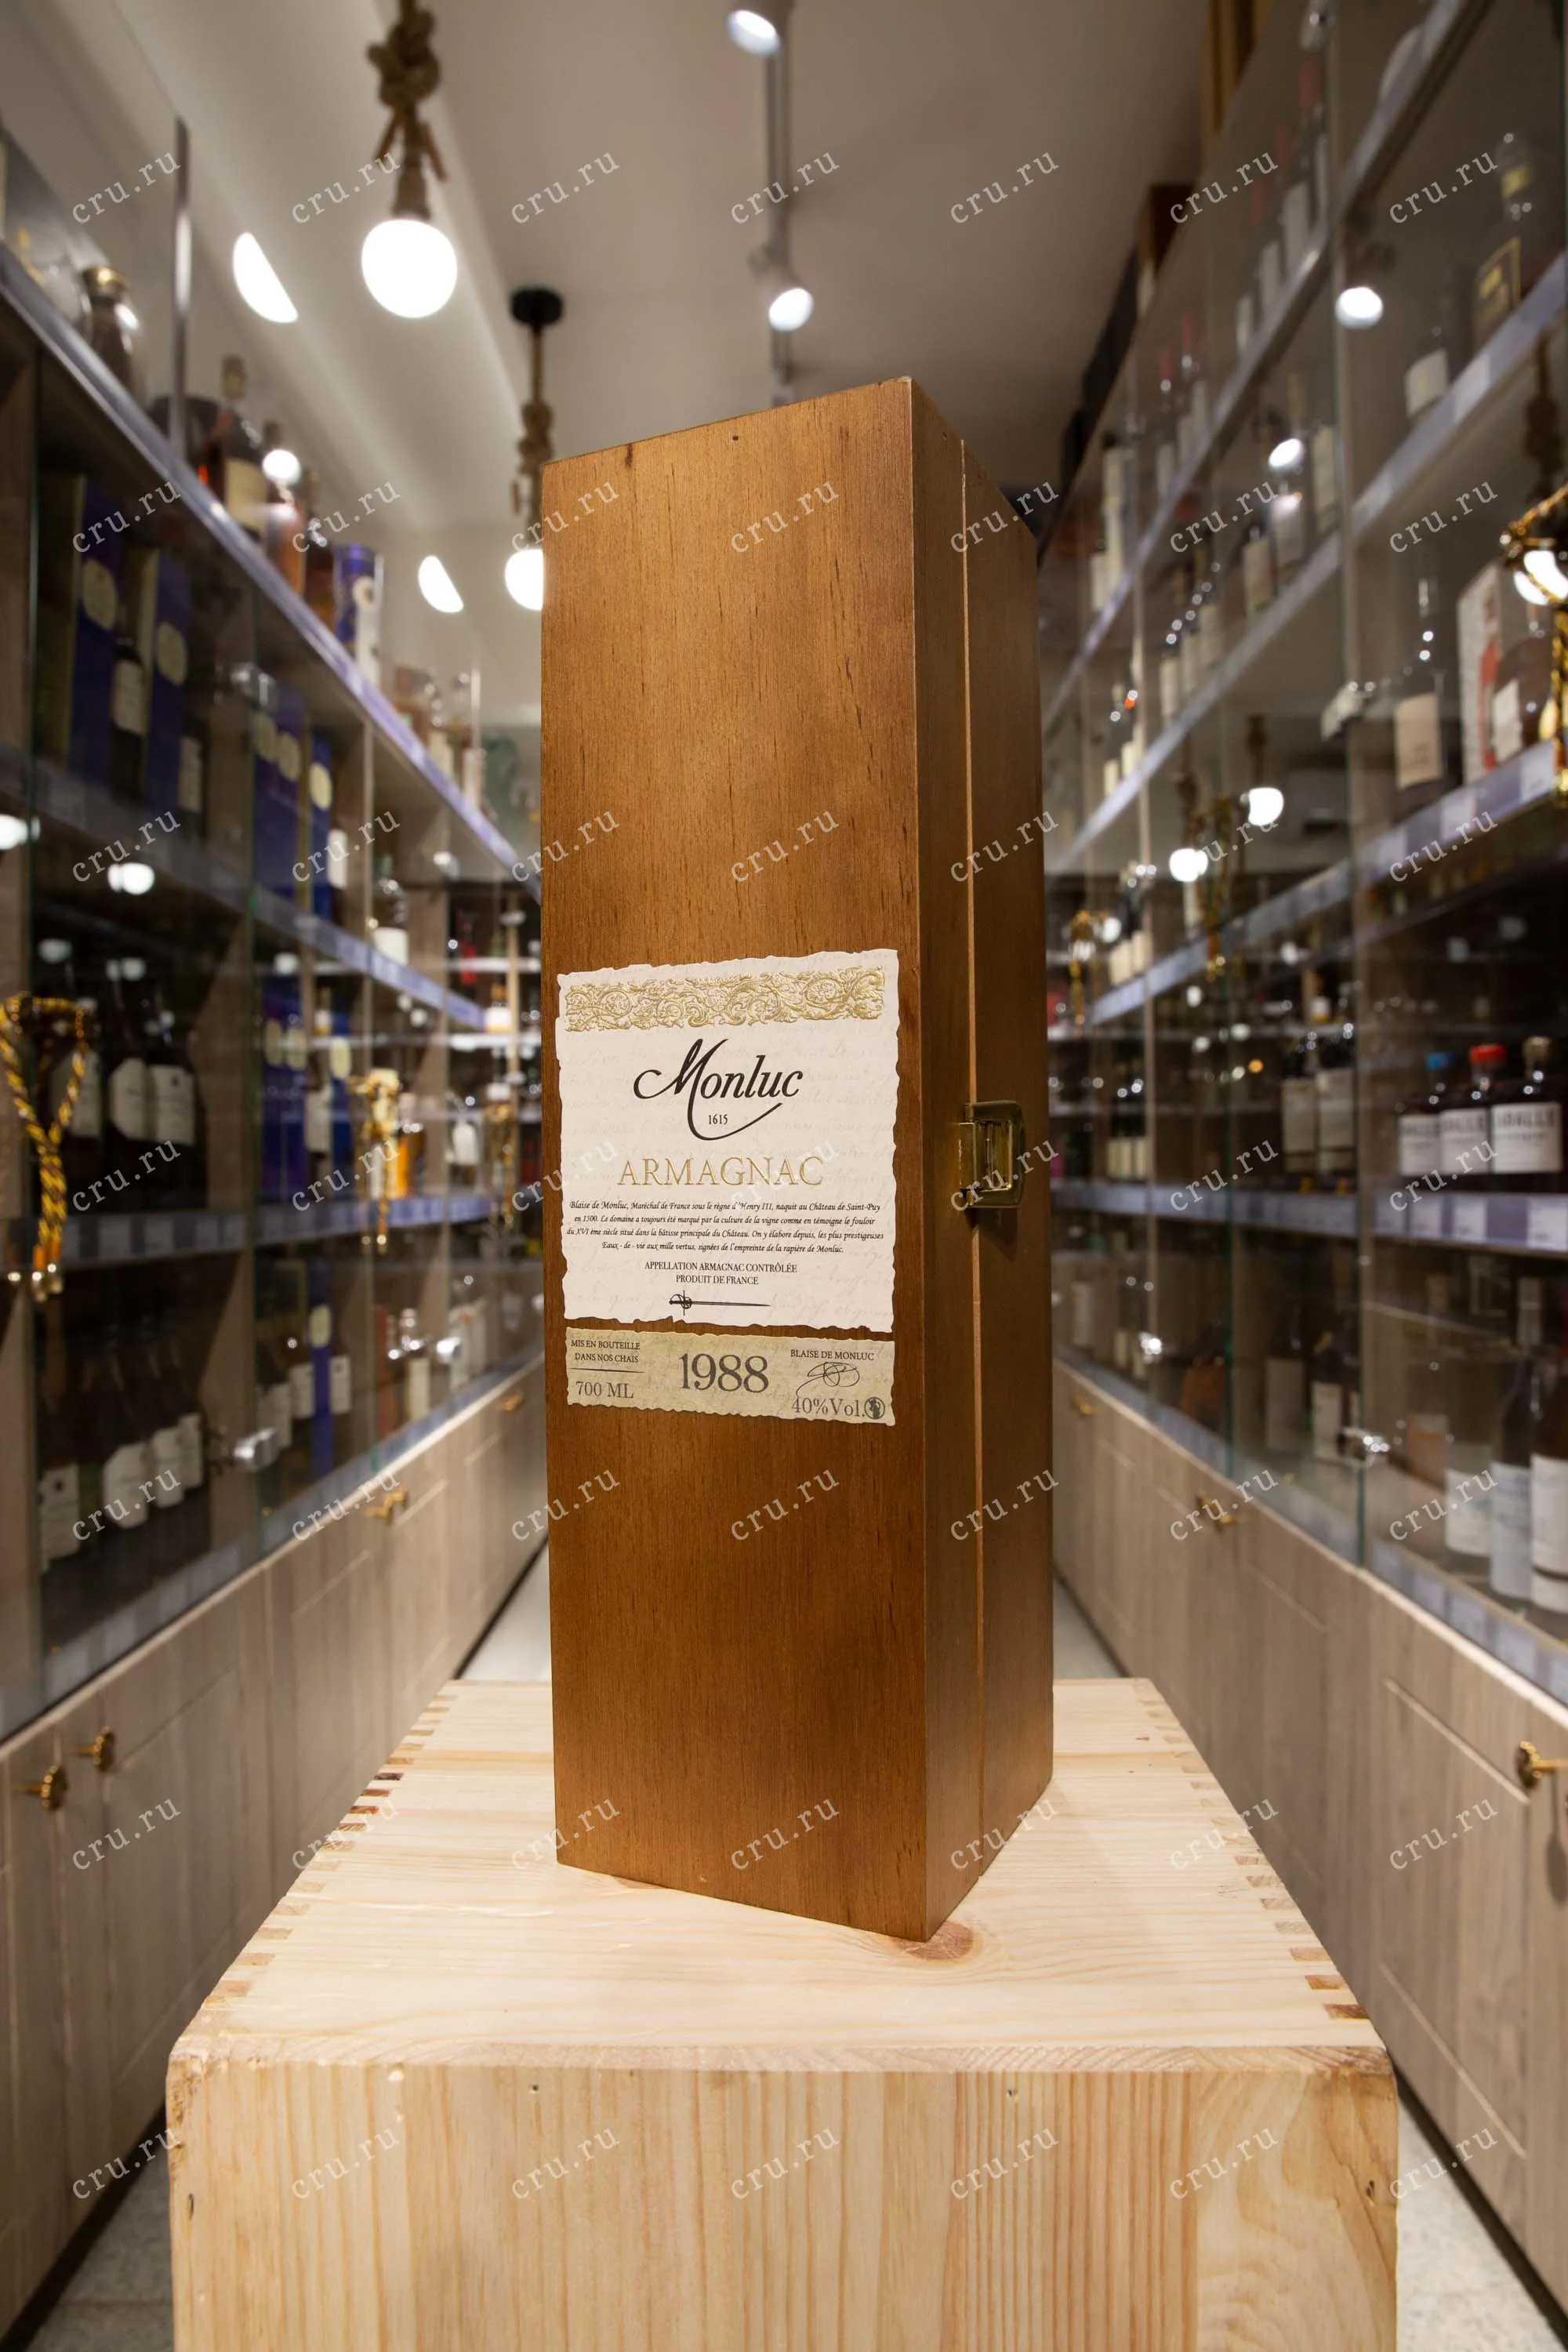 Monluc
1615
ARMAGNAC
Blaise de Monluc, Maréchal de France sous le règne d'Henry III, naquit au Château de Saint-Puy
en 1500. Le domaine a toujours été marqué par la culture de la vigne comme en témoigne le fouloir
du XVI ème siècle situé dans la bâtisse principale du Château. On y élabore depuis, les plus prestigieuses
Eaux - de - vie aux mille vertus, signées de l'empreinte de la rapière de Monluc.
APPELLATION ARMAGNAC CONTRÔLÉE
PRODUIT DE FRANCE
MIS EN BOUTEILLE
DANS NOS CHAIS
700 ML
1988
BLAISE DE MONLUC
40%Vol.
cru.ru